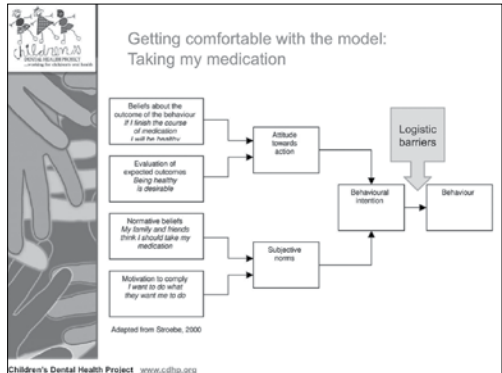 children's
DENTAL HEALTH PROJECT
Getting comfortable with the model:
Taking my medication
Beliefs about the
outcome of the behaviour
If I finish the course
of medication
I will be healthy
Evaluation of
expected outcomes
Being healthy
is desirable
Normative beliefs
My family and friends
think I should take my
medication
Motivation to comply
I want to do what
they want me to do
Attitude
towards
action
Subjective
norms
Behavioural
intention
Logistic
barriers
Behaviour
Adapted from Stroebe, 2000
Children's Dental Health Project www.cdhp.org